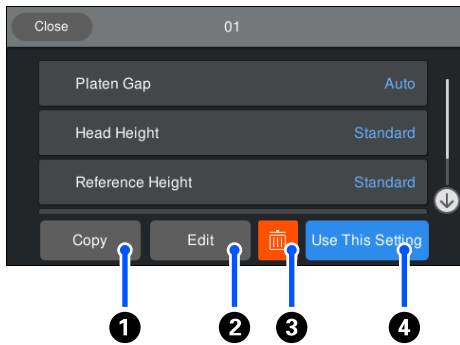 Close 01
Platen Gap Auto
Head Height Standard
Reference Height Standard
Copy Edit Use This Setting
1 2 3 4